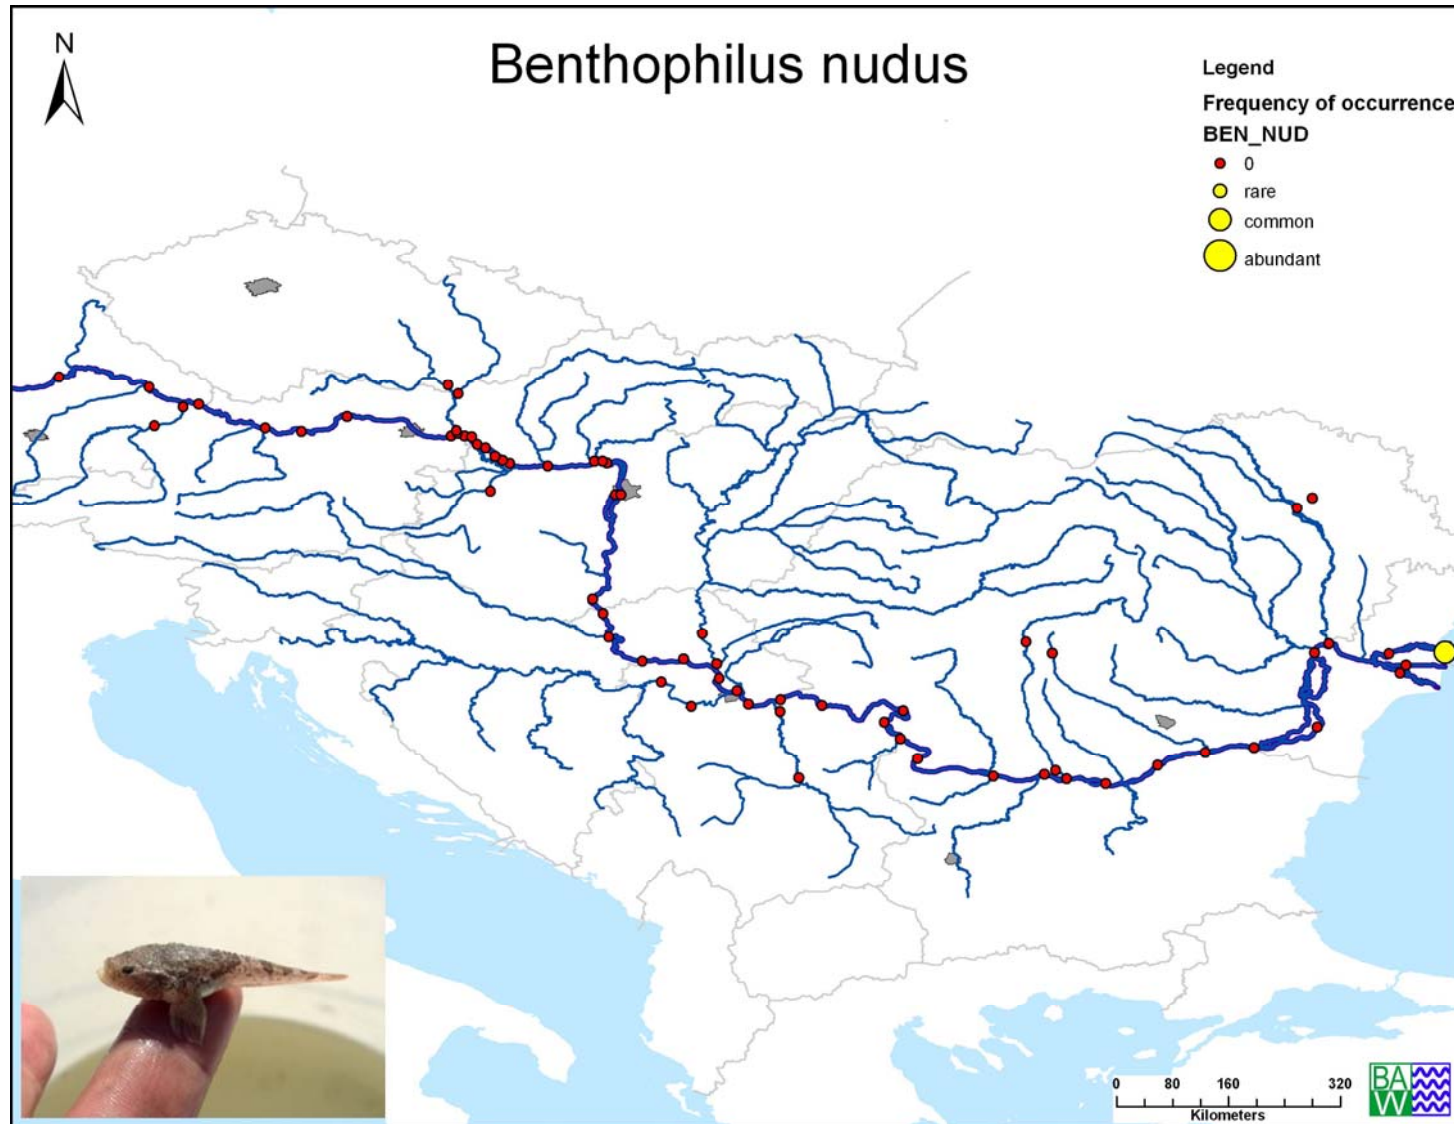 N
Benthophilus nudus
Legend
Frequency of occurrence
BEN_NUD
0
rare
common
abundant
0 80 160 320
Kilometers
BA
W